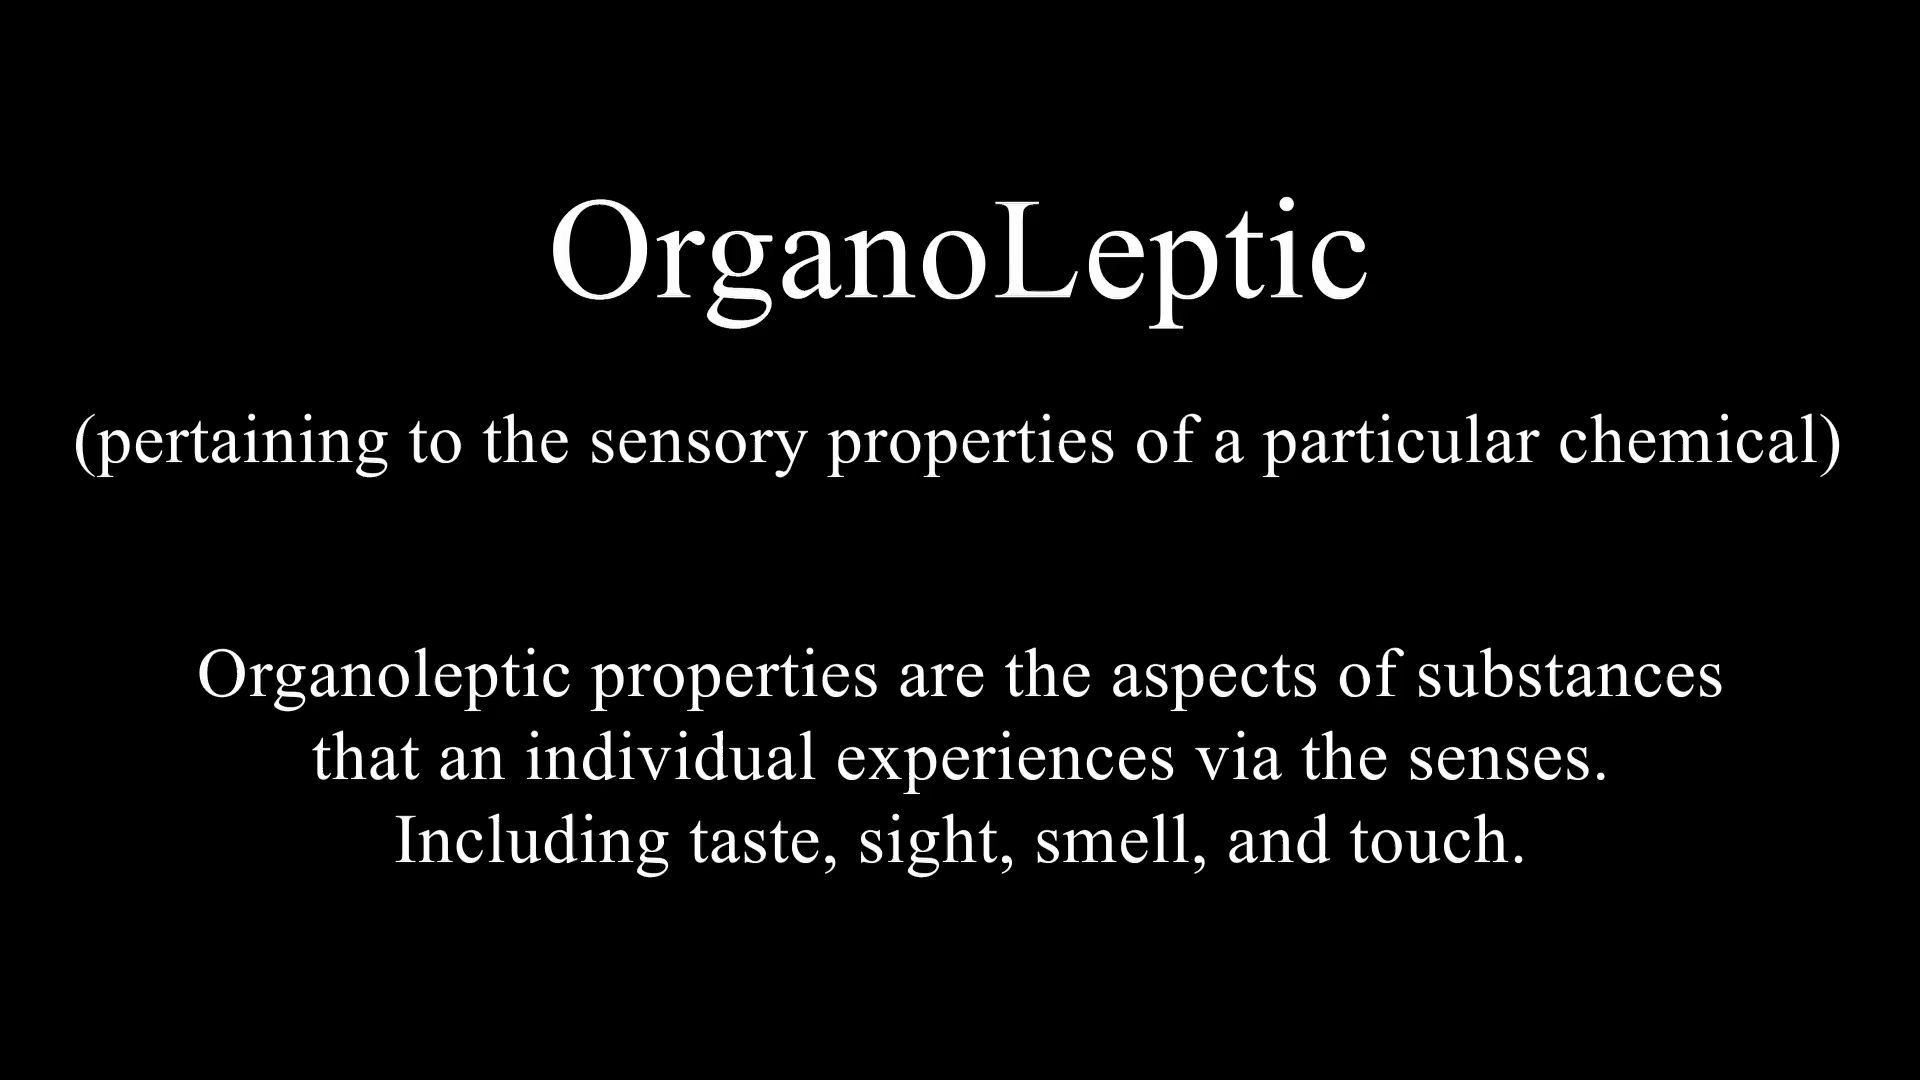 OrganoLeptic
(pertaining to the sensory properties of a particular chemical)
Organoleptic properties are the aspects of substances
that an individual experiences via the senses.
Including taste, sight, smell, and touch.